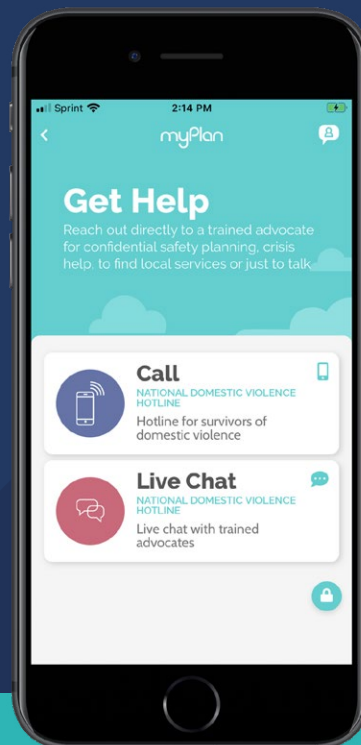 Sprint
2:14 PM
myPlan
Get Help
Reach out directly to a trained advocate
for confidential safety planning, crisis
help, to find local services or just to talk
Call
NATIONAL DOMESTIC VIOLENCE
HOTLINE
Hotline for survivors of
domestic violence
Live Chat
NATIONAL DOMESTIC VIOLENCE
HOTLINE
Live chat with trained
advocates